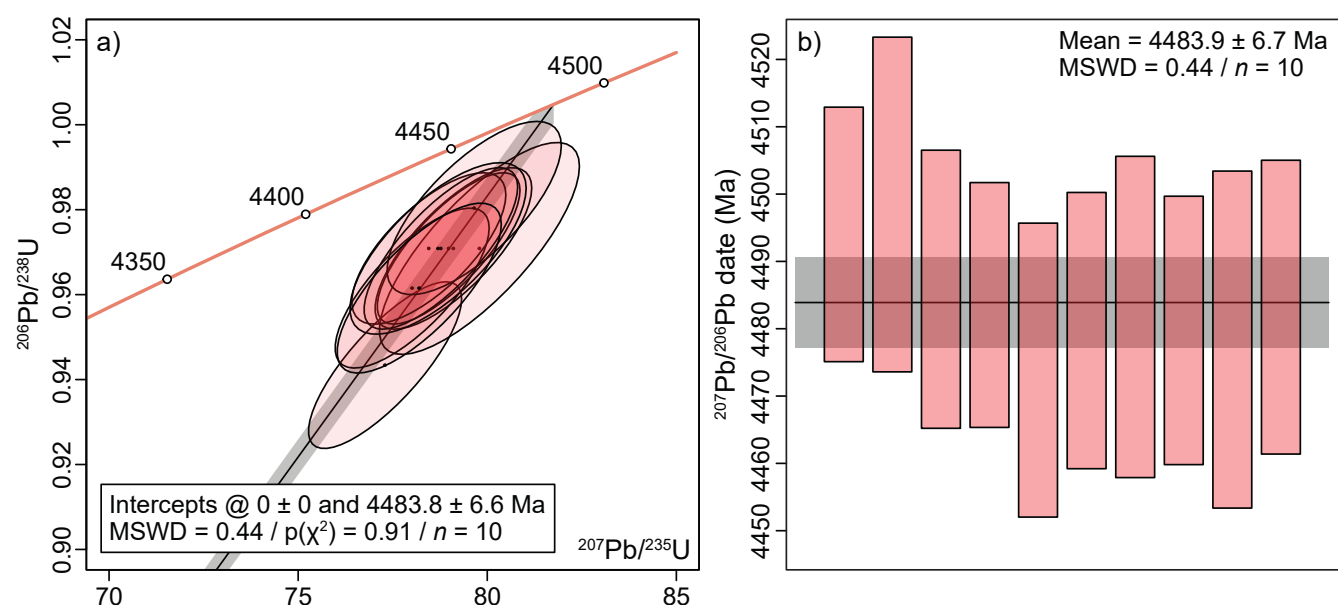 a)
1.02
1.00
0.98
0.96
0.94
0.92
0.90
²⁰⁶Pb/²³⁸U
4500
4450
4400
4350
Intercepts @ 0 ± 0 and 4483.8 ± 6.6 Ma
MSWD = 0.44 / p(χ²) = 0.91 / n = 10
²⁰⁷Pb/²³⁵U
70
75
80
85
b)
Mean = 4483.9 ± 6.7 Ma
MSWD = 0.44 / n = 10
4520
4510
4500
4490
4480
4470
4460
4450
²⁰⁷Pb/²⁰⁶Pb date (Ma)